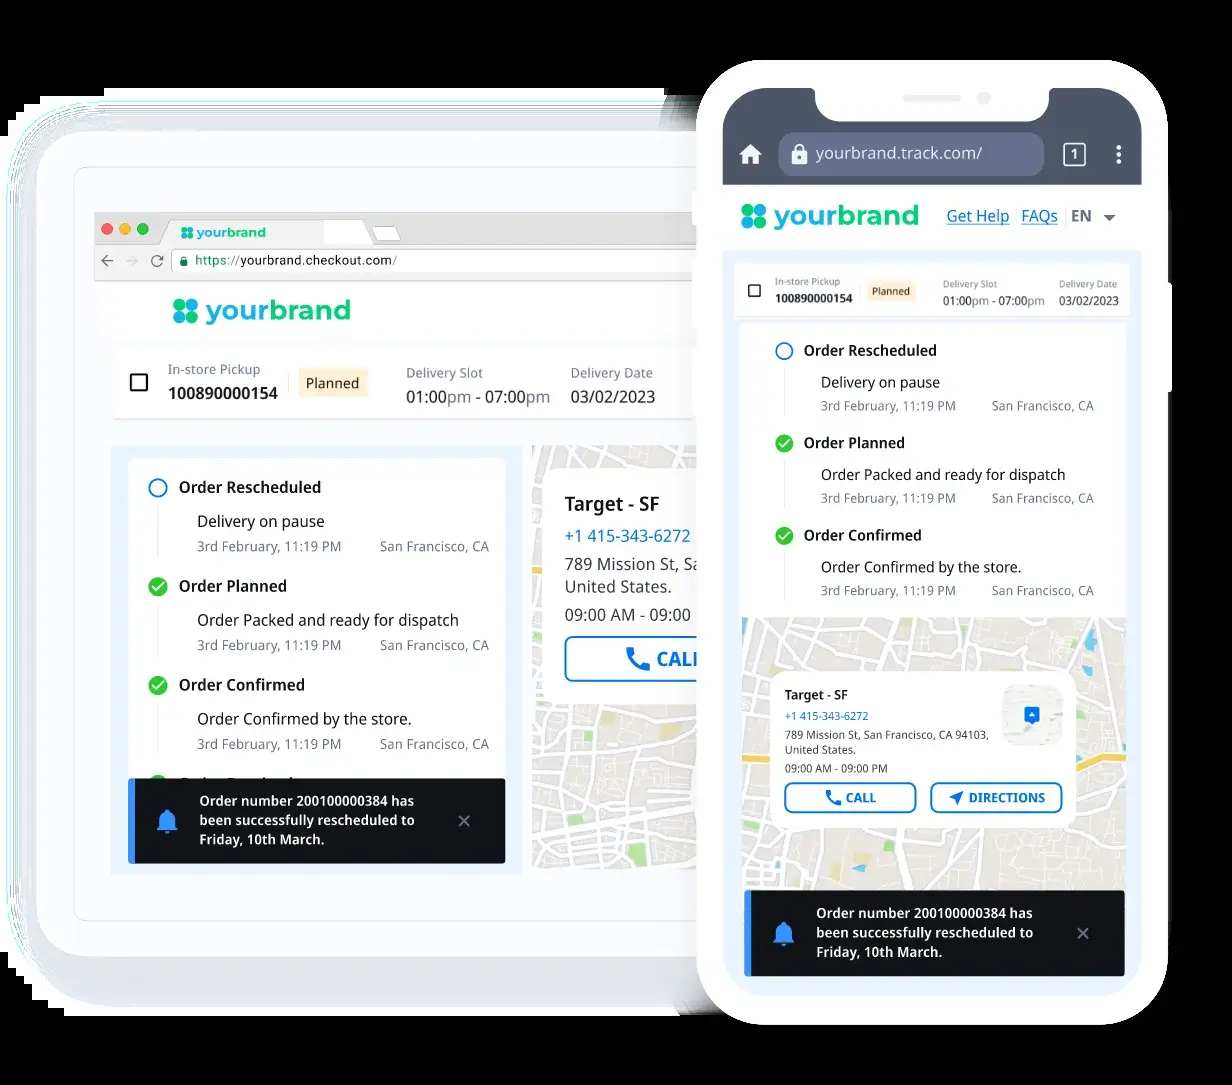 yourbrand
https://yourbrand.checkout.com/
yourbrand
In-store Pickup
100890000154
Planned
Delivery Slot
01:00pm - 07:00pm
Delivery Date
03/02/2023
Order Rescheduled
Delivery on pause
3rd February, 11:19 PM San Francisco, CA
Order Planned
Order Packed and ready for dispatch
3rd February, 11:19 PM San Francisco, CA
Order Confirmed
Order Confirmed by the store.
3rd February, 11:19 PM San Francisco, CA
Order number 200100000384 has
been successfully rescheduled to
Friday, 10th March.
Target - SF
+1 415-343-6272
789 Mission St,
United States.
09:00 AM - 09:00
CALL
yourbrand.track.com/
1
yourbrand
Get Help FAQs EN
In-store Pickup
100890000154
Planned
Delivery Slot
01:00pm - 07:00pm
Delivery Date
03/02/2023
Order Rescheduled
Delivery on pause
3rd February, 11:19 PM San Francisco, CA
Order Planned
Order Packed and ready for dispatch
3rd February, 11:19 PM San Francisco, CA
Order Confirmed
Order Confirmed by the store.
3rd February, 11:19 PM San Francisco, CA
Target - SF
+1 415-343-6272
789 Mission St, San Francisco, CA 94103,
United States.
09:00 AM - 09:00 PM
CALL
DIRECTIONS
Order number 200100000384 has
been successfully rescheduled to
Friday, 10th March.